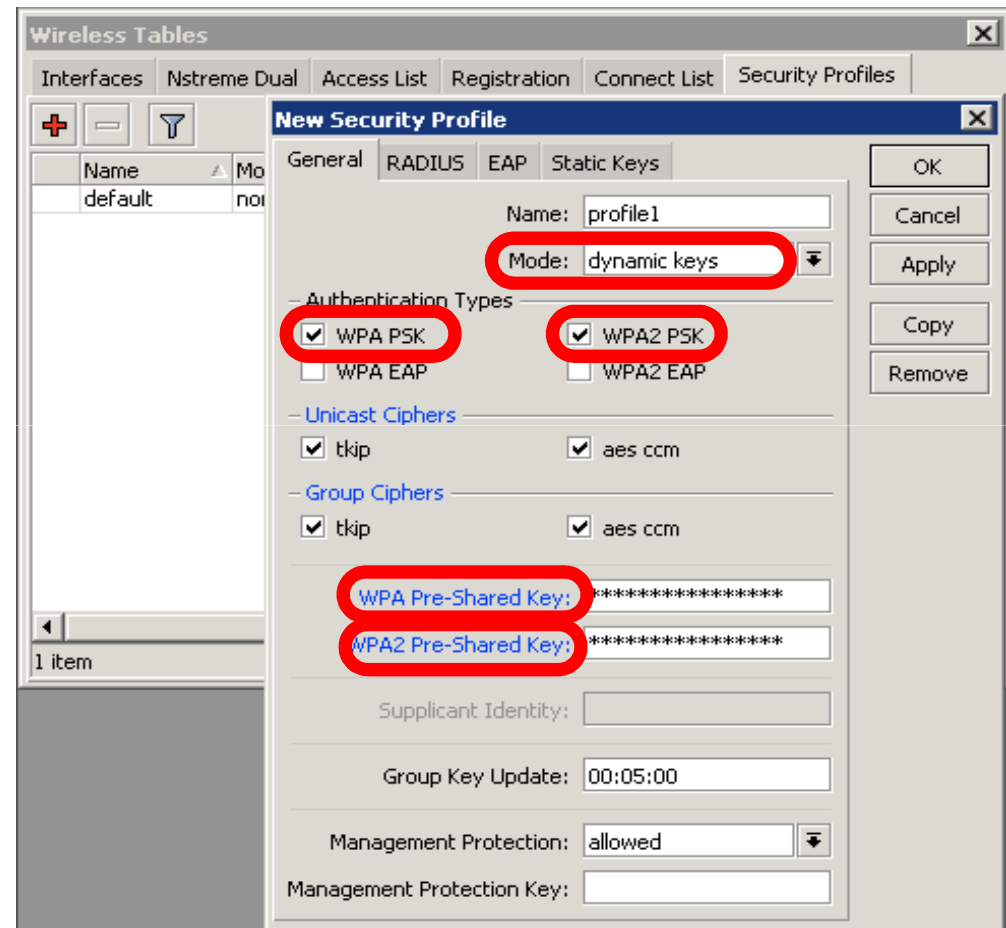 Wireless Tables
Interfaces Nstreme Dual Access List Registration Connect List Security Profiles
New Security Profile
Name Mo
default
General RADIUS EAP Static Keys
OK
Name: profile1
Cancel
Mode: dynamic keys
Apply
Authentication Types
WPA PSK WPA2 PSK
Copy
WPA EAP WPA2 EAP
Remove
Unicast Ciphers
tkip aes ccm
Group Ciphers
tkip aes ccm
WPA Pre-Shared Key: ****************
WPA2 Pre-Shared Key: ****************
1 item
Supplicant Identity:
Group Key Update: 00:05:00
Management Protection: allowed
Management Protection Key: